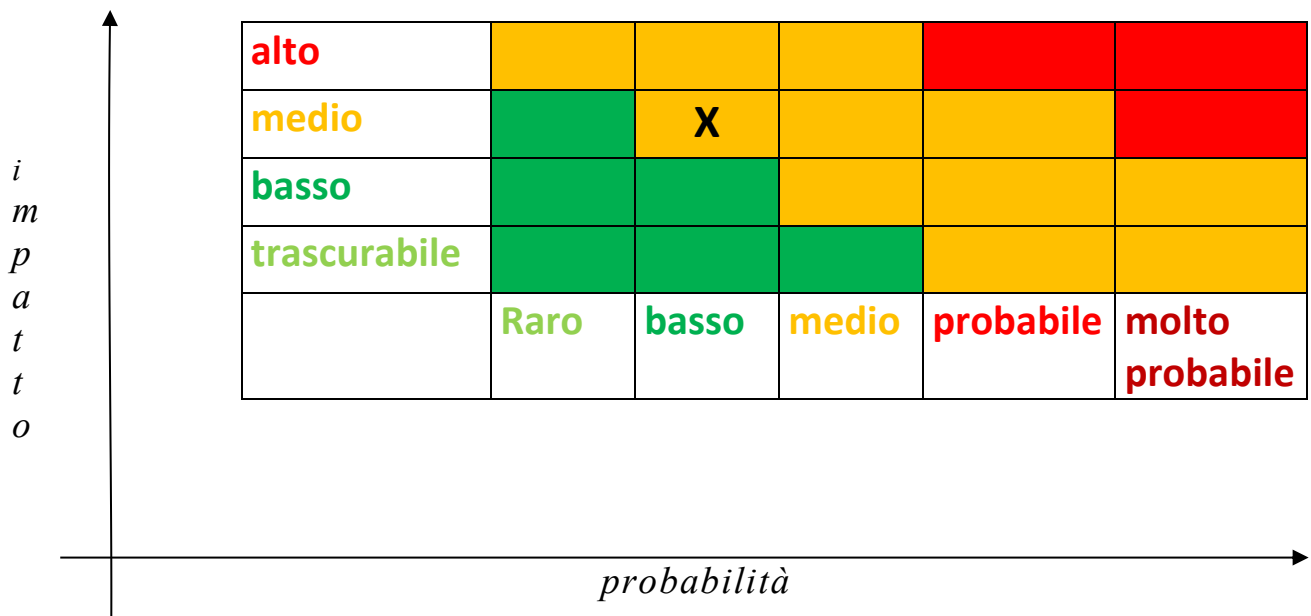 alto
medio X
basso
trascurabile
Raro basso medio probabile molto
probabile
i
m
p
a
t
t
o
probabilità